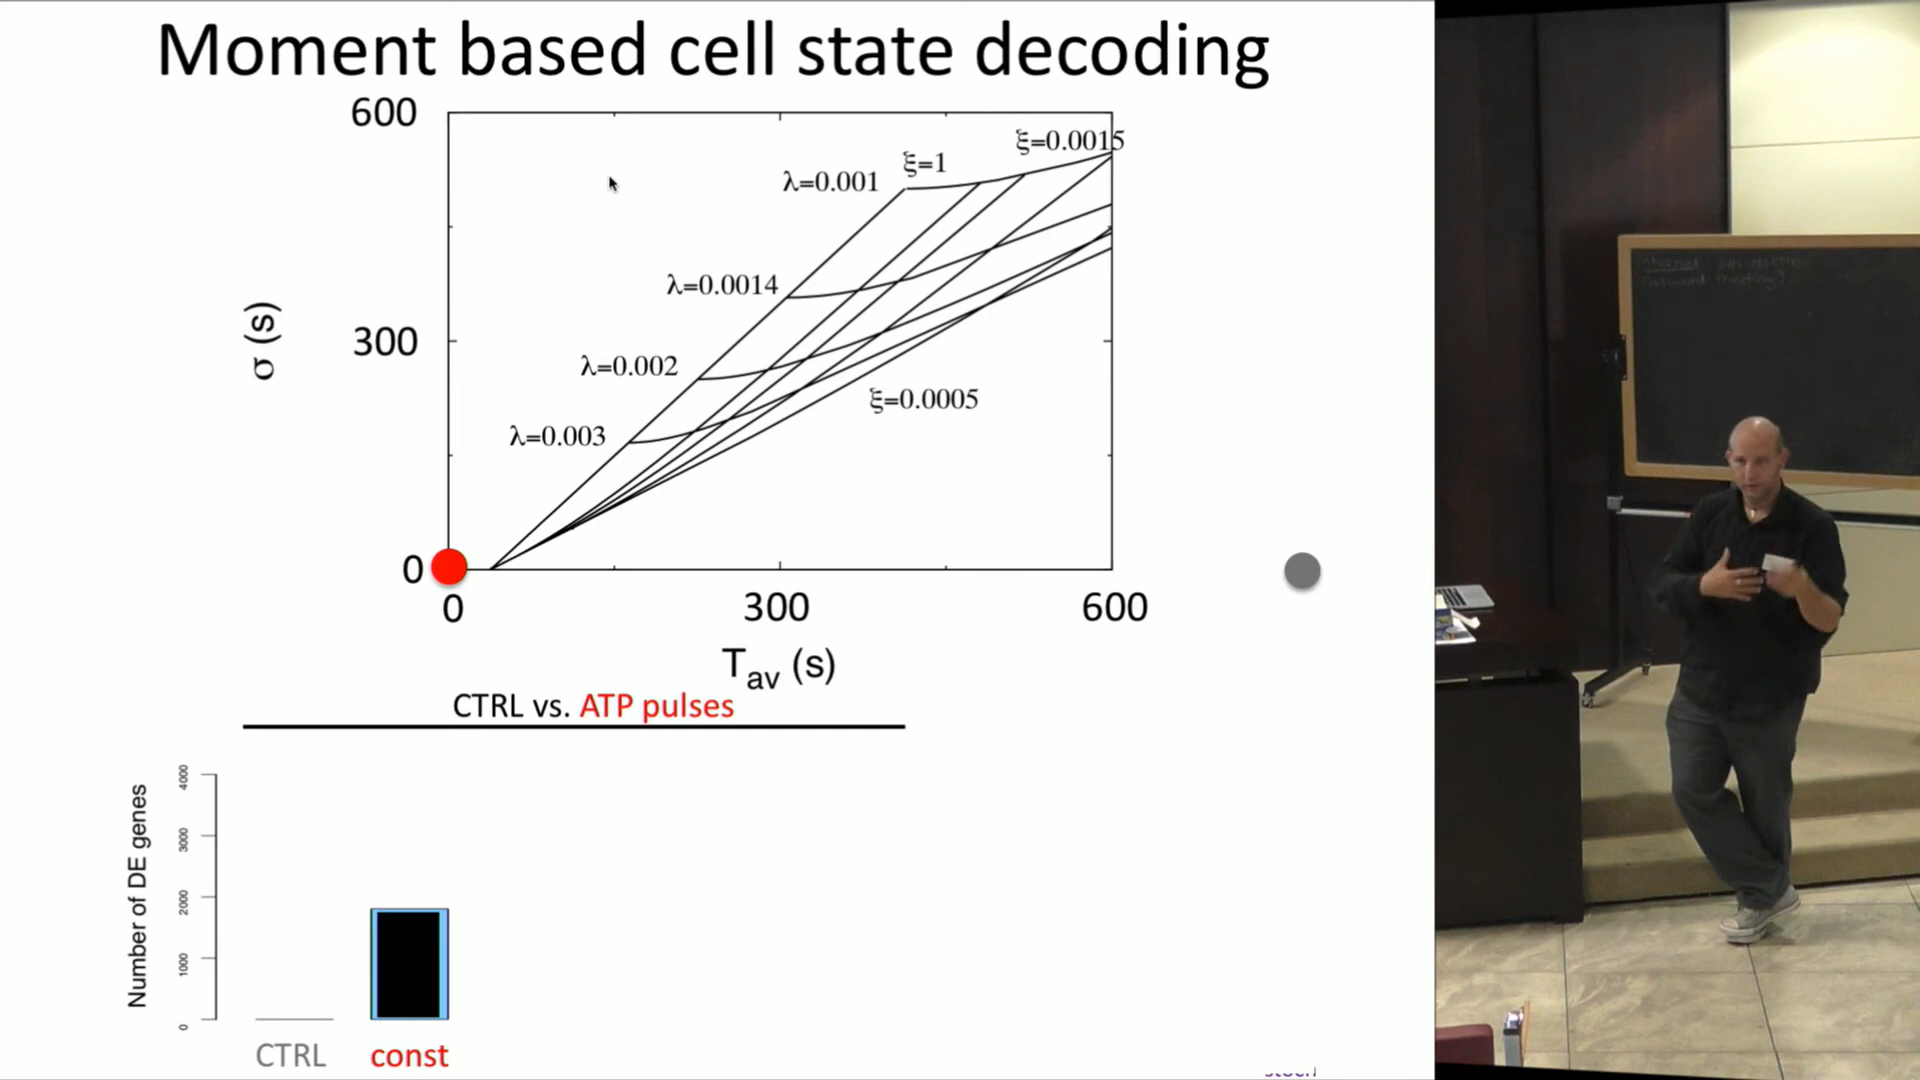 Moment based cell state decoding
600
300
0
σ (s)
λ=0.001
ξ=1
ξ=0.0015
λ=0.0014
λ=0.002
λ=0.003
ξ=0.0005
0
300
600
Tav (s)
CTRL vs. ATP pulses
Number of DE genes
4000
3000
2000
1000
0
CTRL
const